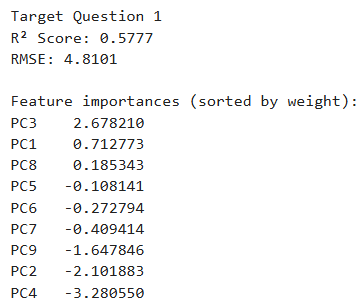 Target Question 1
R² Score: 0.5777
RMSE: 4.8101
Feature importances (sorted by weight):
PC3 2.678210
PC1 0.712773
PC8 0.185343
PC5 -0.108141
PC6 -0.272794
PC7 -0.409414
PC9 -1.647846
PC2 -2.101883
PC4 -3.280550